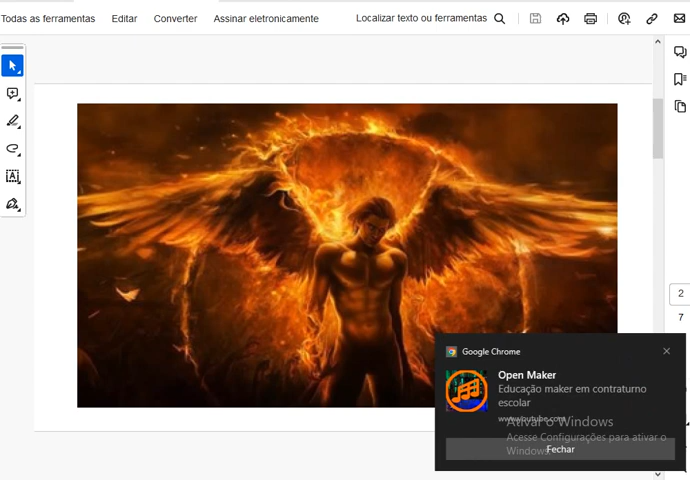 Todas as ferramentas Editar Converter Assinar eletronicamente Localizar texto ou ferramentas
2
7
Google Chrome
Open Maker
Educação maker em contraturno
escolar
www.youtube.com
Ativar o Windows
Acesse Configurações para ativar o
Windows.
Fechar